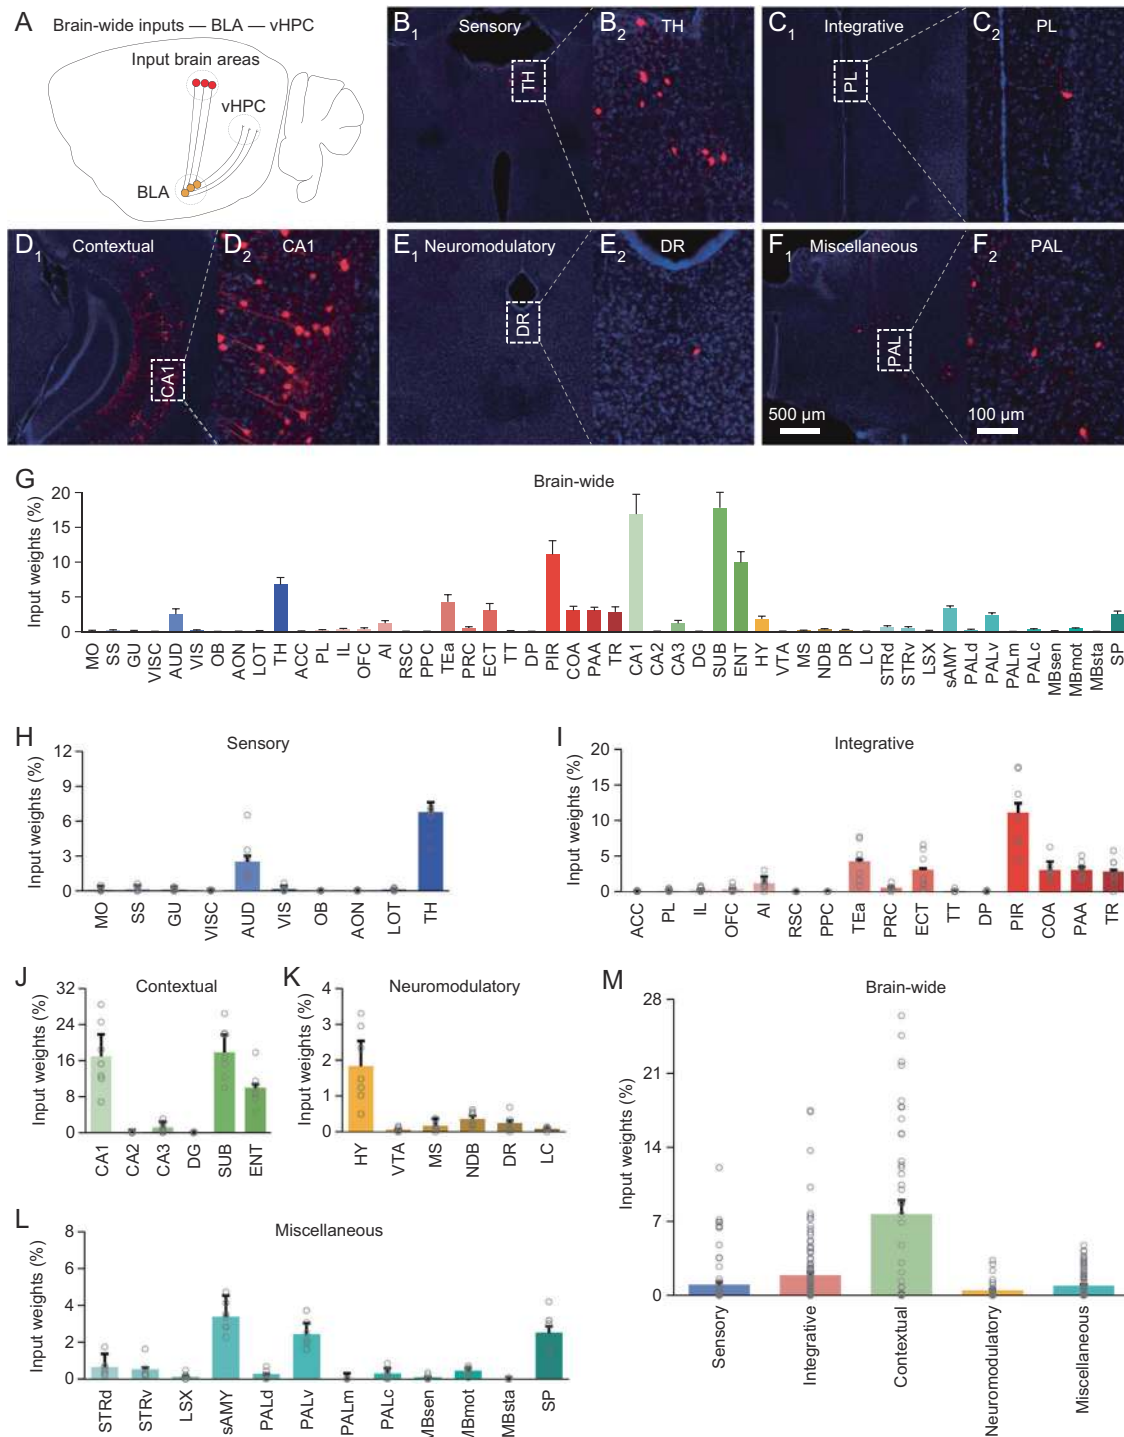 A
Brain-wide inputs — BLA — vHPC
Input brain areas
vHPC
BLA
B1 Sensory
TH
B2 TH
C1 Integrative
PL
C2 PL
D1 Contextual
CA1
D2 CA1
E1 Neuromodulatory
DR
E2 DR
F1 Miscellaneous
PAL
500 μm
F2 PAL
100 μm
G
Brain-wide
Input weights (%)
20
15
10
5
0
MO SS GU VISC AUD VIS OB AON LOT TH ACC PL IL OFC AI RSC PPC TEa PRC ECT TT DP PIR COA PAA TR CA1 CA2 CA3 DG SUB ENT HY VTA MS NDB DR LC STRd STRv LSX sAMY PALd PALv PALm PALc MBsen MBmot MBsta SP
H
Sensory
Input weights (%)
12
9
6
3
0
MO SS GU VISC AUD VIS OB AON LOT TH
I
Integrative
Input weights (%)
20
15
10
5
0
ACC PL IL OFC AI RSC PPC TEa PRC ECT TT DP PIR COA PAA TR
J
Contextual
Input weights (%)
32
24
16
8
0
CA1 CA2 CA3 DG SUB ENT
K
Neuromodulatory
Input weights (%)
4
3
2
1
0
HY VTA MS NDB DR LC
L
Miscellaneous
Input weights (%)
8
6
4
2
0
STRd STRv LSX sAMY PALd PALv PALm PALc MBsen MBmot MBsta SP
M
Brain-wide
Input weights (%)
28
21
14
7
0
Sensory Integrative Contextual Neuromodulatory Miscellaneous